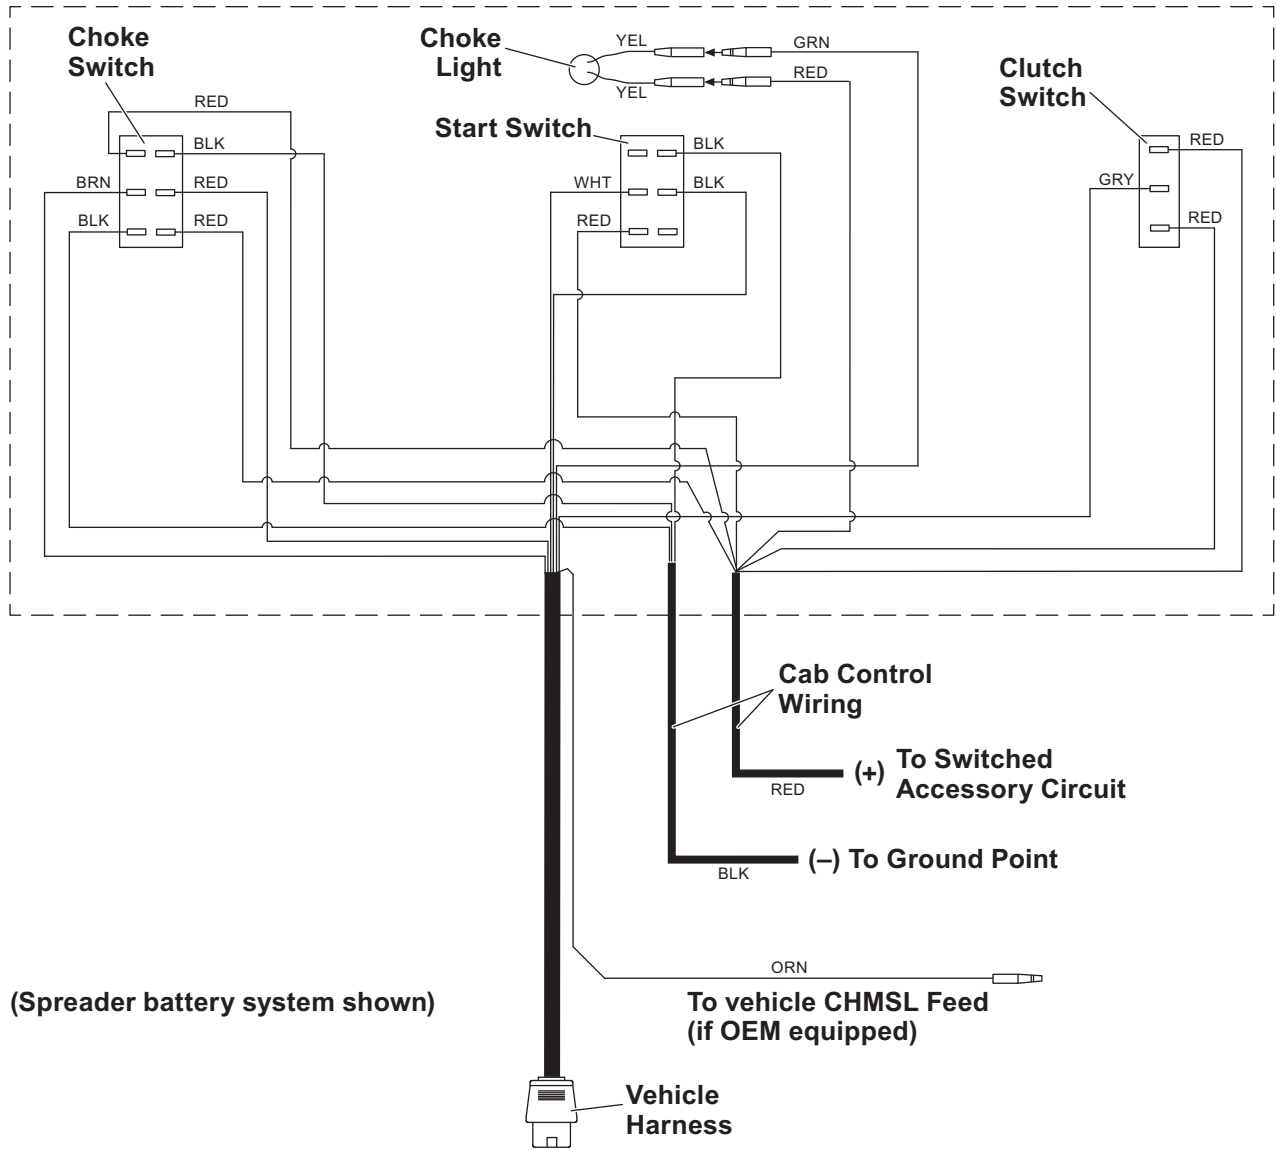 Choke
Switch
Choke
Light
YEL
GRN
RED
YEL
Clutch
Switch
RED
Start Switch
BLK
BLK
RED
BRN
RED
WHT
BLK
GRY
BLK
RED
RED
RED
Cab Control
Wiring
(+) To Switched
Accessory Circuit
RED
(–) To Ground Point
BLK
ORN
(Spreader battery system shown)
To vehicle CHMSL Feed
(if OEM equipped)
Vehicle
Harness